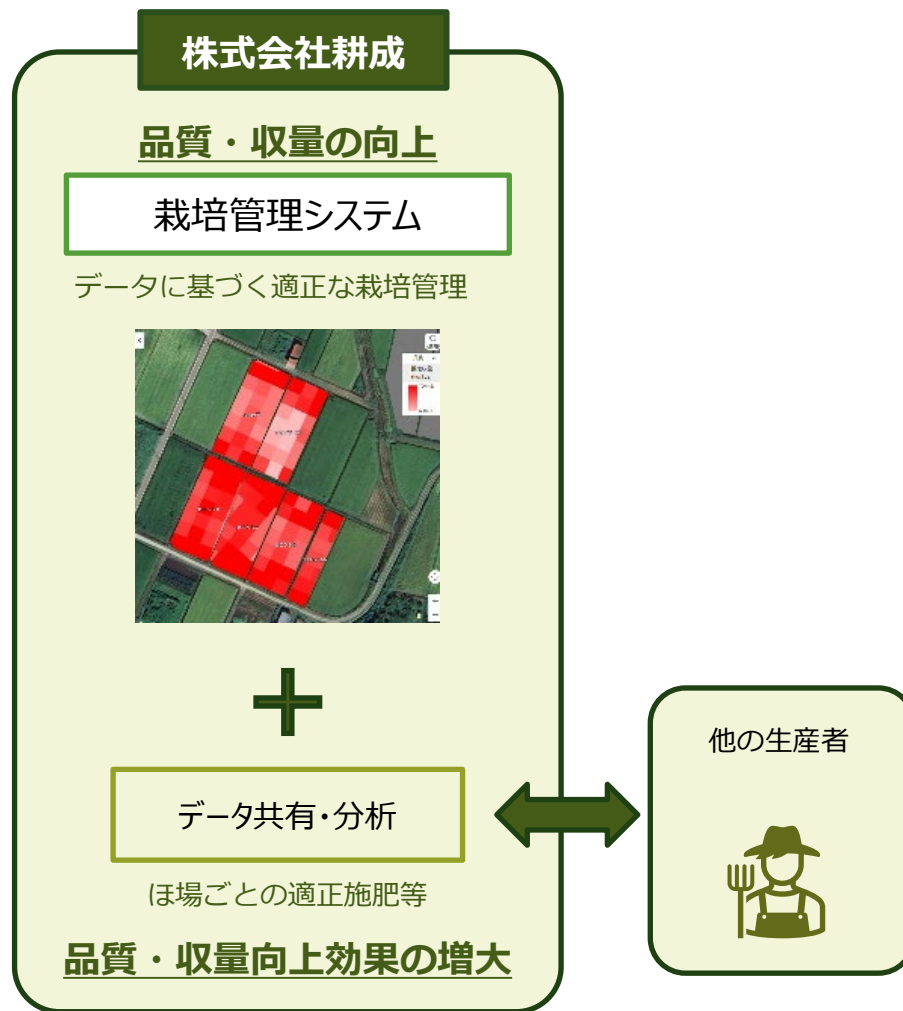 株式会社耕成
品質・収量の向上
栽培管理システム
データに基づく適正な栽培管理
データ共有・分析
ほ場ごとの適正施肥等
品質・収量向上効果の増大
他の生産者